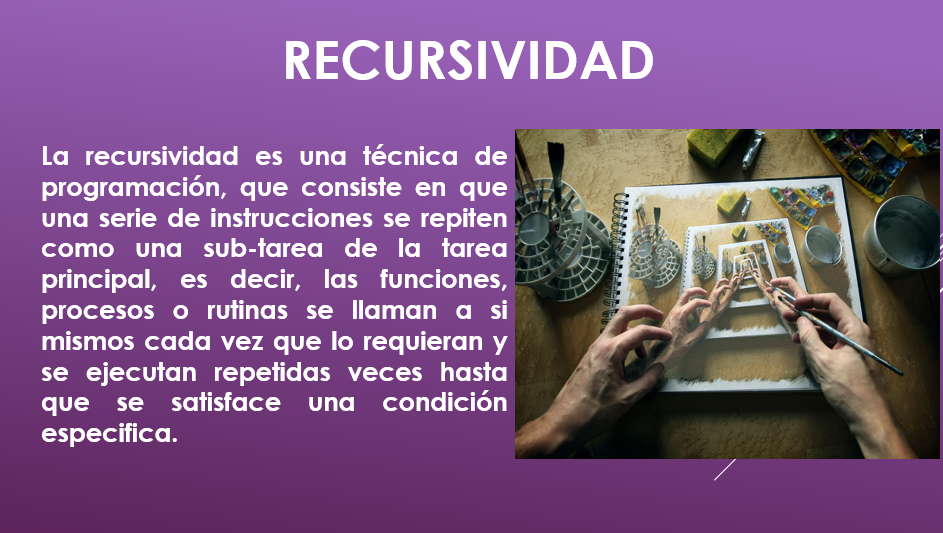 RECURSIVIDAD
La recursividad es una técnica de
programación, que consiste en que
una serie de instrucciones se repiten
como una sub-tarea de la tarea
principal, es decir, las funciones,
procesos o rutinas se llaman a si
mismos cada vez que lo requieran y
se ejecutan repetidas veces hasta
que se satisface una condición
especifica.